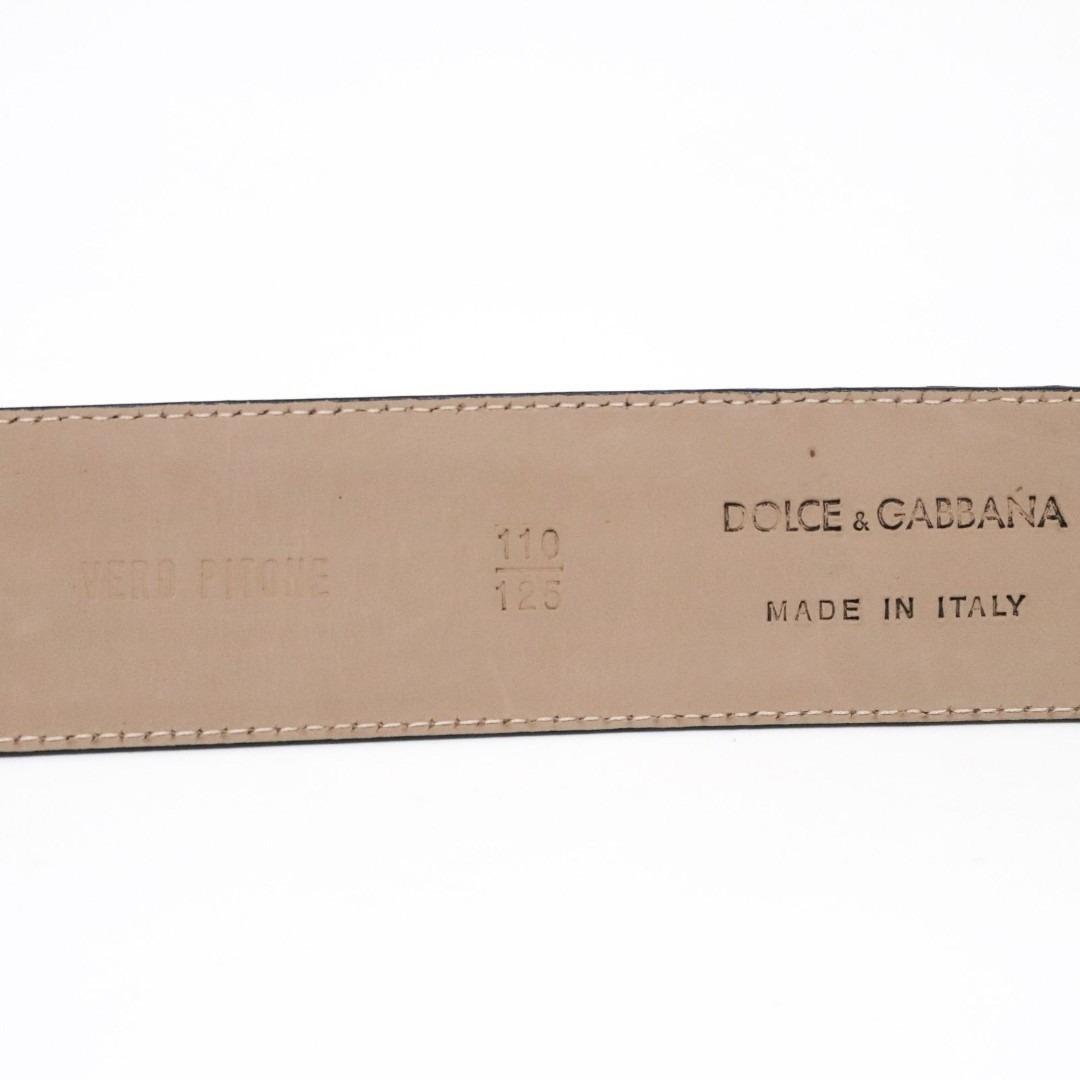 VERO PITONE
110
125
DOLCE & GABBANA
MADE IN ITALY